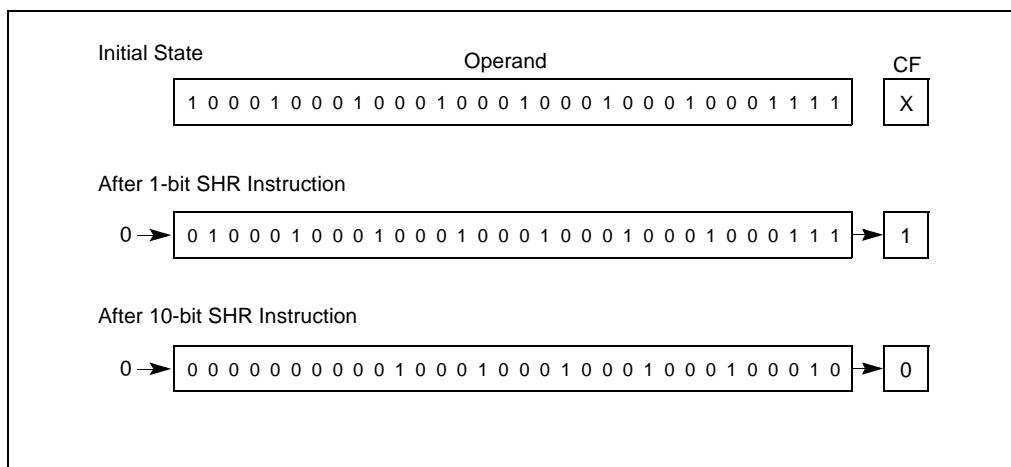 Initial State
Operand
CF
1 0 0 0 1 0 0 0 1 0 0 0 1 0 0 0 1 0 0 0 1 0 0 0 1 0 0 0 1 1 1 1
X
After 1-bit SHR Instruction
0
0 1 0 0 0 1 0 0 0 1 0 0 0 1 0 0 0 1 0 0 0 1 0 0 0 1 0 0 0 1 1 1
1
After 10-bit SHR Instruction
0
0 0 0 0 0 0 0 0 0 0 1 0 0 0 1 0 0 0 1 0 0 0 1 0 0 0 1 0 0 0 1 0
0